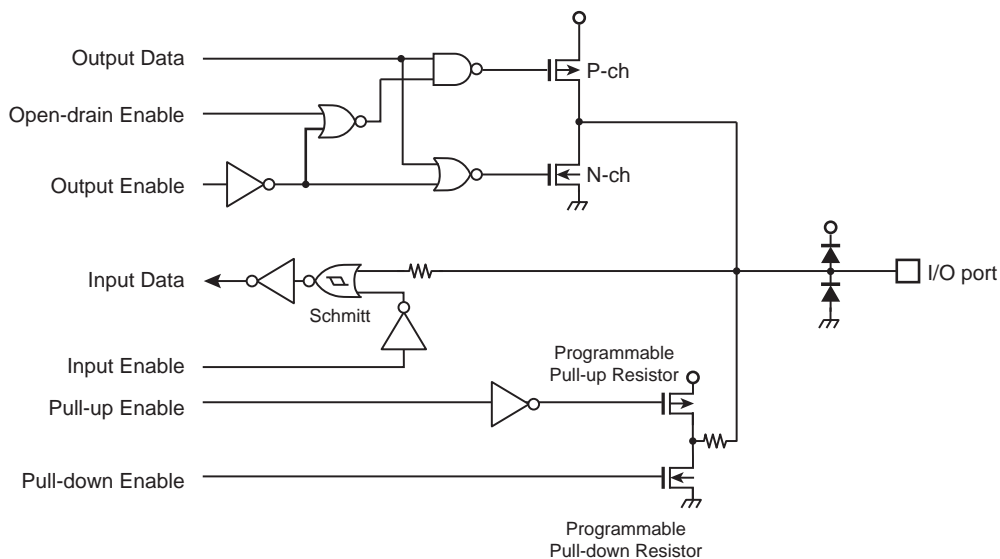 Output Data
P-ch
Open-drain Enable
Output Enable
N-ch
Input Data
I/O port
Schmitt
Input Enable
Programmable
Pull-up Resistor
Pull-up Enable
Pull-down Enable
Programmable
Pull-down Resistor